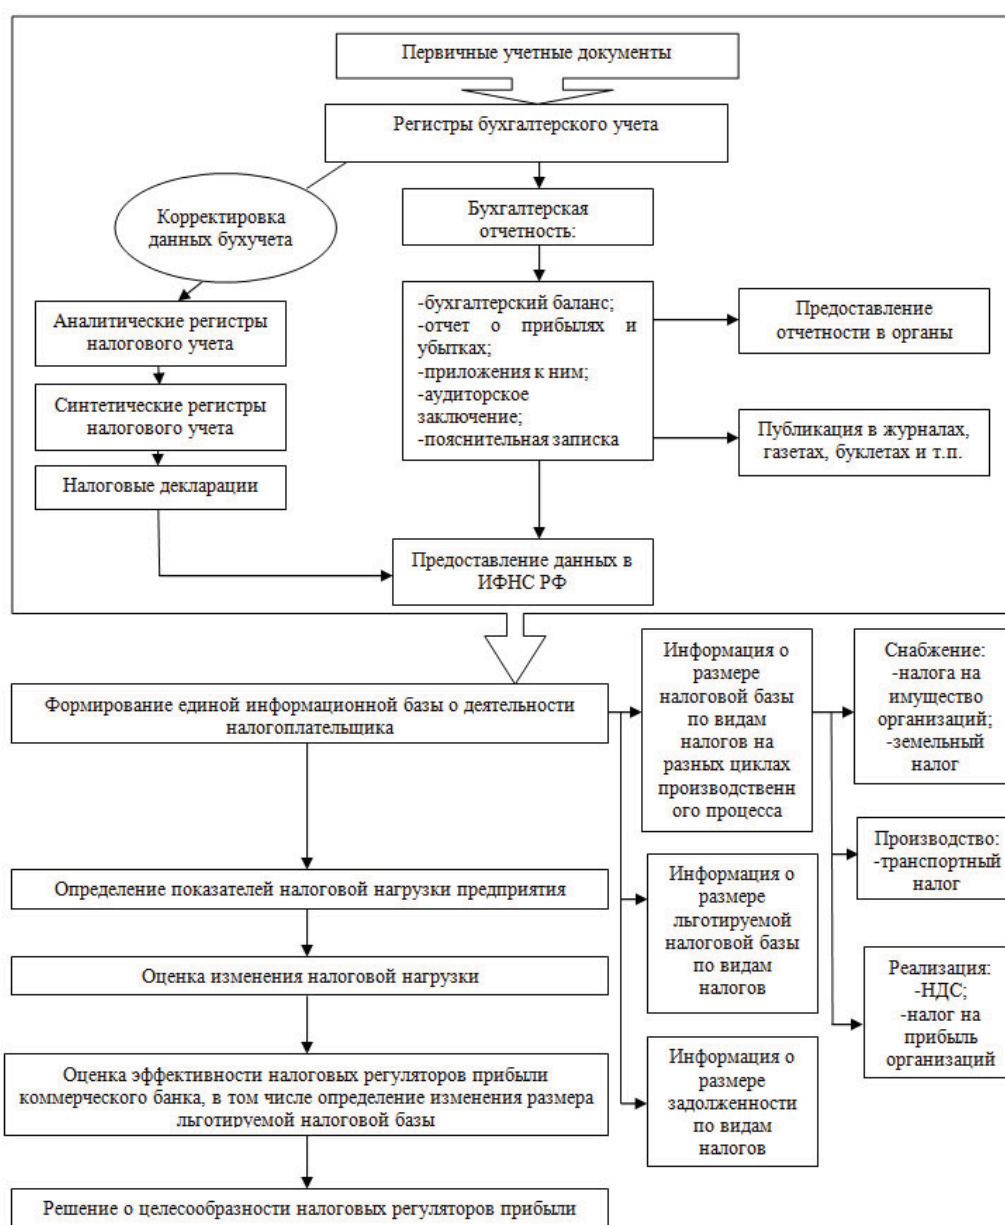 Первичные учетные документы
Регистры бухгалтерского учета
Корректировка
данных бухучета
Бухгалтерская
отчетность:
Аналитические регистры
налогового учета
Синтетические регистры
налогового учета
Налоговые декларации
-бухгалтерский баланс;
-отчет о прибылях и
убытках;
-приложения к ним;
-аудиторское
заключение;
-пояснительная записка
Предоставление
отчетности в органы
Публикация в журналах,
газетах, буклетах и т.п.
Предоставление данных в
ИФНС РФ
Формирование единой информационной базы о деятельности
налогоплательщика
Определение показателей налоговой нагрузки предприятия
Оценка изменения налоговой нагрузки
Оценка эффективности налоговых регуляторов прибыли
коммерческого банка, в том числе определение изменения размера
льготируемой налоговой базы
Решение о целесообразности налоговых регуляторов прибыли
Информация о
размере
налоговой базы
по видам
налогов на
разных циклах
производственн
ого процесса
Информация о
размере
льготируемой
налоговой базы
по видам
налогов
Информация о
размере
задолженности
по видам
налогов
Снабжение:
-налога на
имущество
организаций;
-земельный
налог
Производство:
-транспортный
налог
Реализация:
-НДС;
-налог на
прибыль
организаций